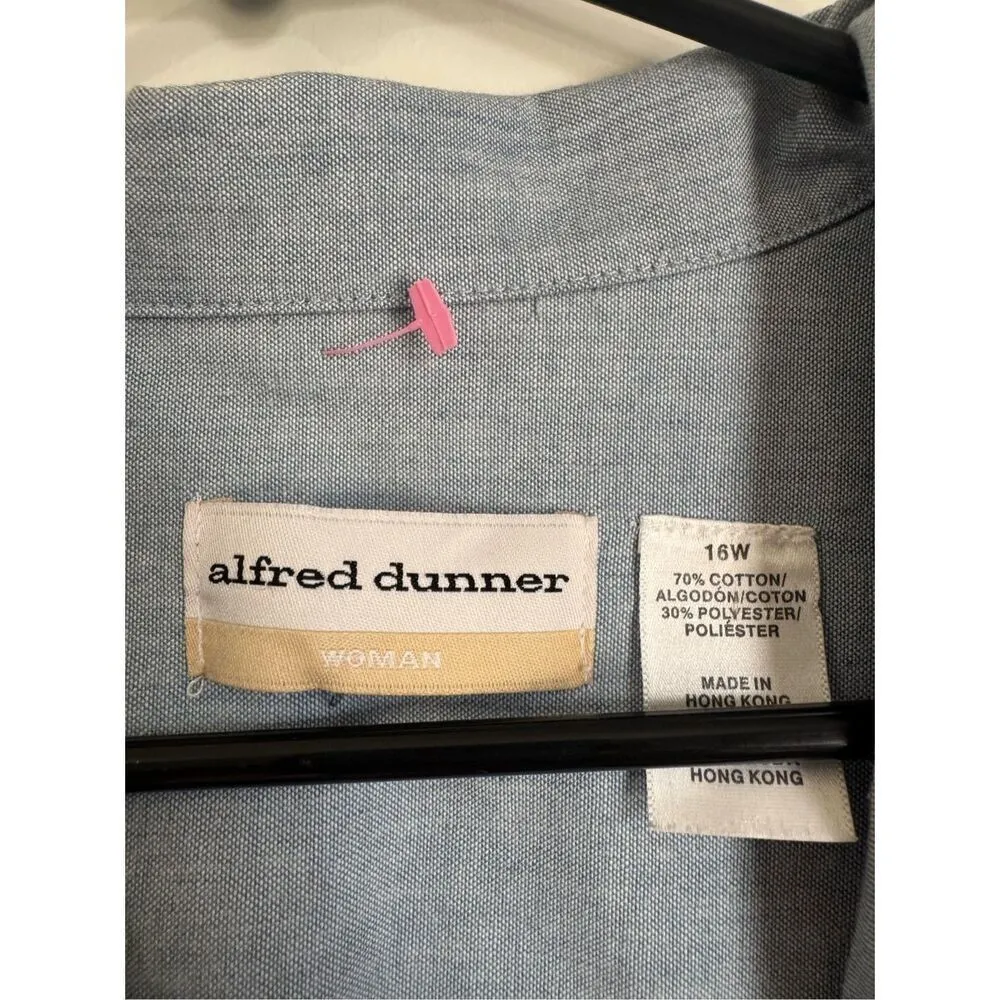 alfred dunner
WOMAN
16W
70% COTTON/
ALGODÓN/COTON
30% POLYESTER/
POLIÉSTER
MADE IN
HONG KONG
HONG KONG